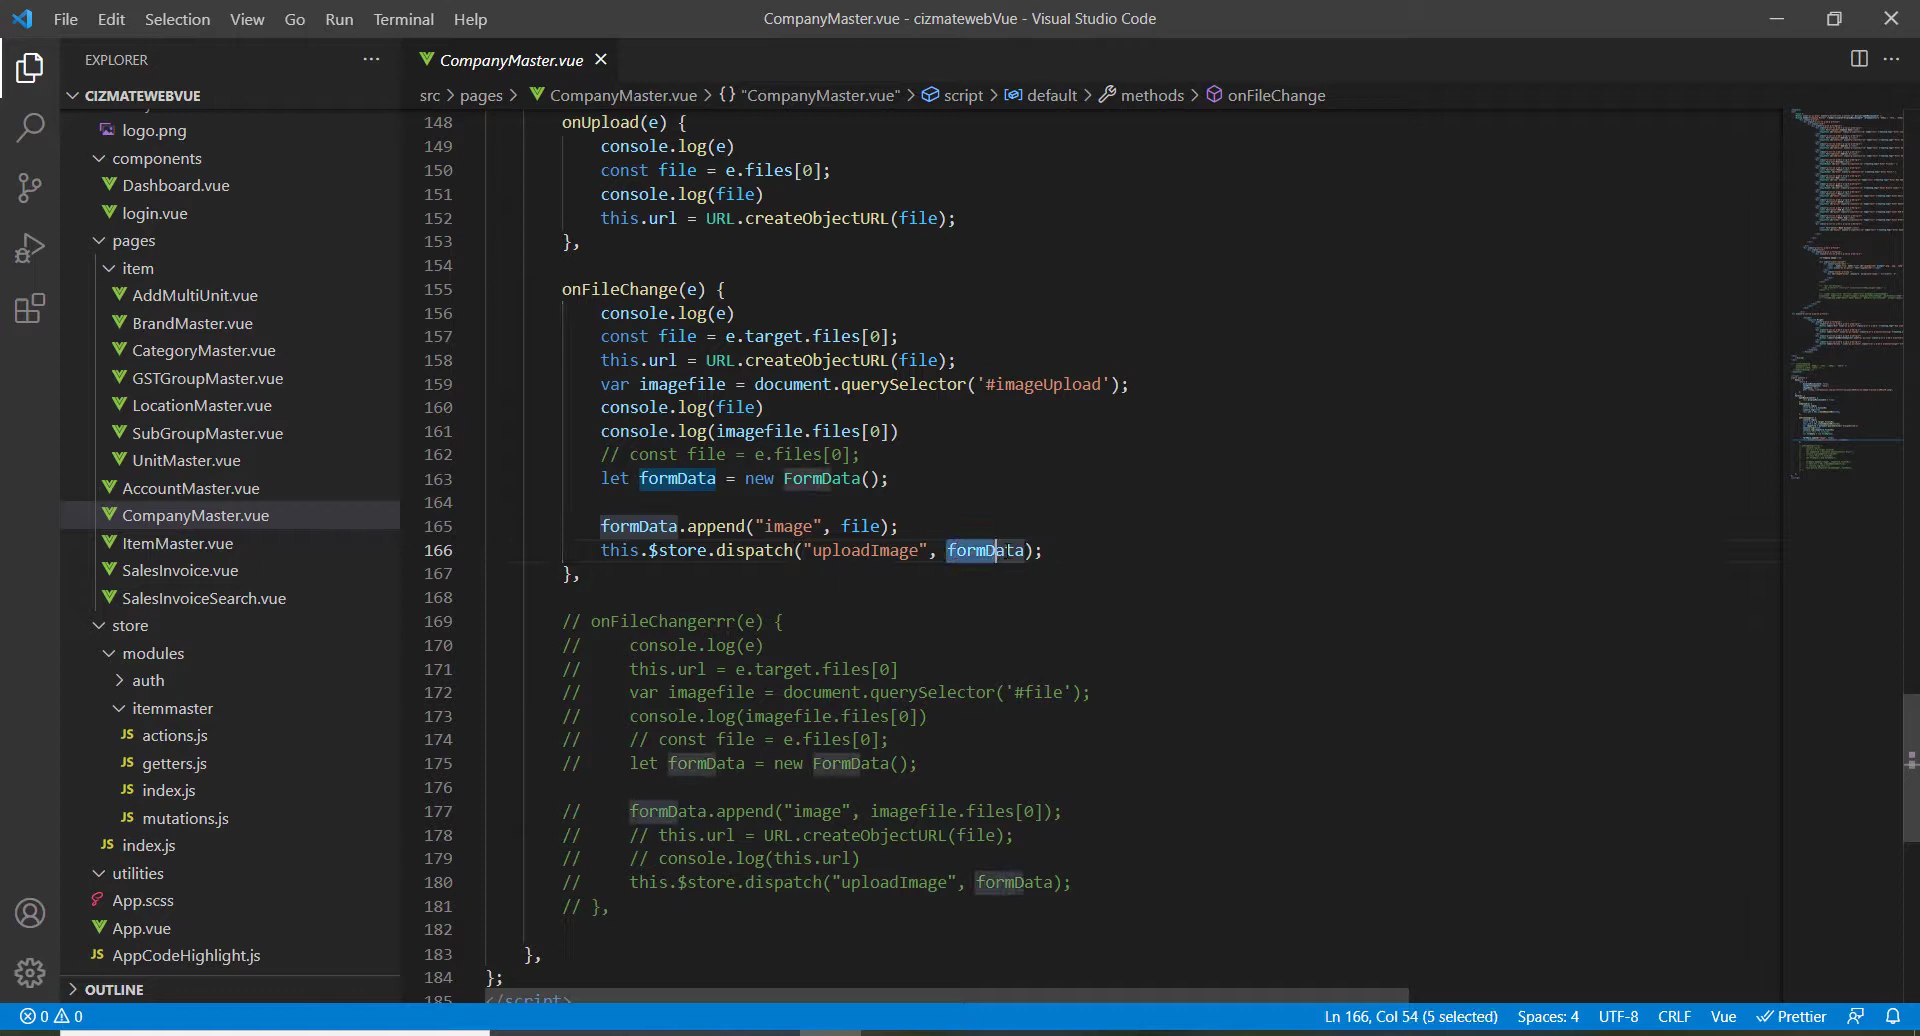 File Edit Selection View Go Run Terminal Help
CompanyMaster.vue - cizmatewebVue - Visual Studio Code
EXPLORER
CIZMATEWEBVUE
logo.png
components
Dashboard.vue
login.vue
pages
item
AddMultiUnit.vue
BrandMaster.vue
CategoryMaster.vue
GSTGroupMaster.vue
LocationMaster.vue
SubGroupMaster.vue
UnitMaster.vue
AccountMaster.vue
CompanyMaster.vue
ItemMaster.vue
SalesInvoice.vue
SalesInvoiceSearch.vue
store
modules
auth
itemmaster
JS actions.js
JS getters.js
JS index.js
JS mutations.js
JS index.js
utilities
App.scss
App.vue
JS AppCodeHighlight.js
OUTLINE
CompanyMaster.vue
src > pages > CompanyMaster.vue > {} "CompanyMaster.vue" > script > default > methods > onFileChange
148 onUpload(e) {
149 console.log(e)
150 const file = e.files[0];
151 console.log(file)
152 this.url = URL.createObjectURL(file);
153 },
154
155 onFileChange(e) {
156 console.log(e)
157 const file = e.target.files[0];
158 this.url = URL.createObjectURL(file);
159 var imagefile = document.querySelector('#imageUpload');
160 console.log(file)
161 console.log(imagefile.files[0])
162 // const file = e.files[0];
163 let formData = new FormData();
164
165 formData.append("image", file);
166 this.$store.dispatch("uploadImage", formData);
167 },
168
169 // onFileChangerrr(e) {
170 // console.log(e)
171 // this.url = e.target.files[0]
172 // var imagefile = document.querySelector('#file');
173 // console.log(imagefile.files[0])
174 // // const file = e.files[0];
175 // let formData = new FormData();
176
177 // formData.append("image", imagefile.files[0]);
178 // // this.url = URL.createObjectURL(file);
179 // // console.log(this.url)
180 // this.$store.dispatch("uploadImage", formData);
181 // },
182
183 },
184 };
185 </script>
0 0
Ln 166, Col 54 (5 selected) Spaces: 4 UTF-8 CRLF Vue Prettier